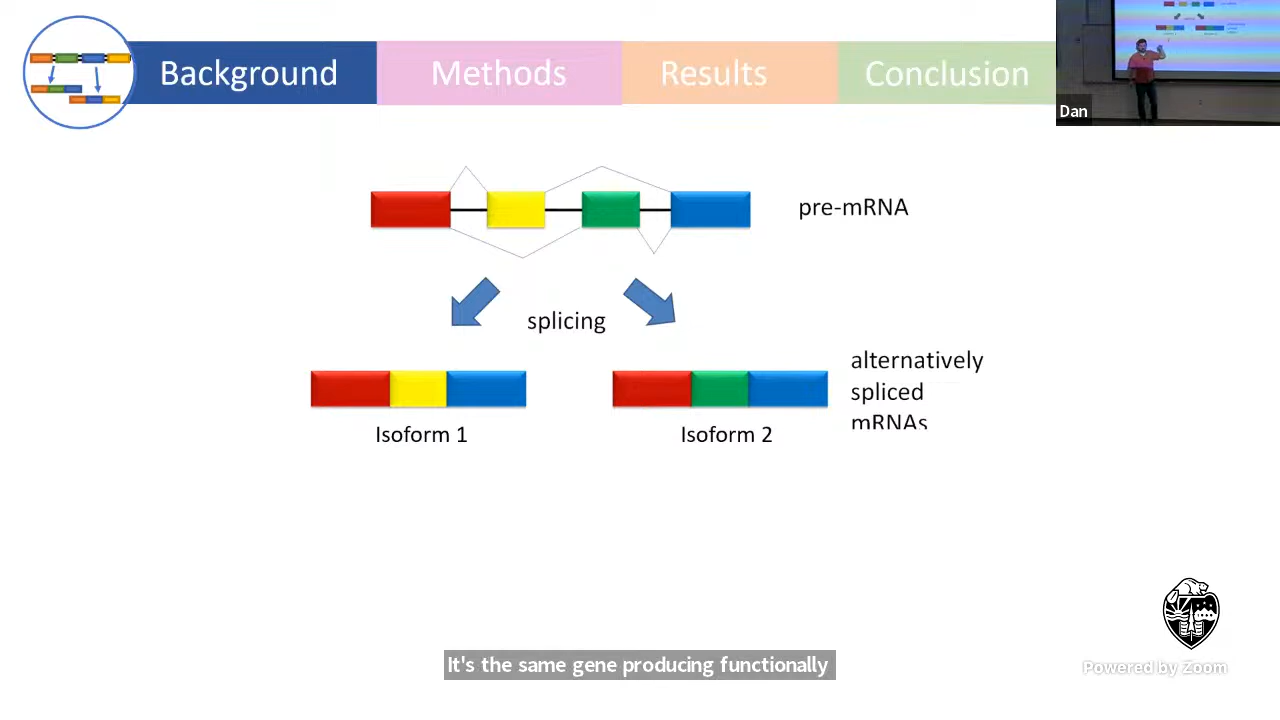 Background
Methods
Results
Conclusion
Dan
pre-mRNA
splicing
alternatively
spliced
mRNAs
Isoform 1
Isoform 2
It's the same gene producing functionally
Powered by Zoom